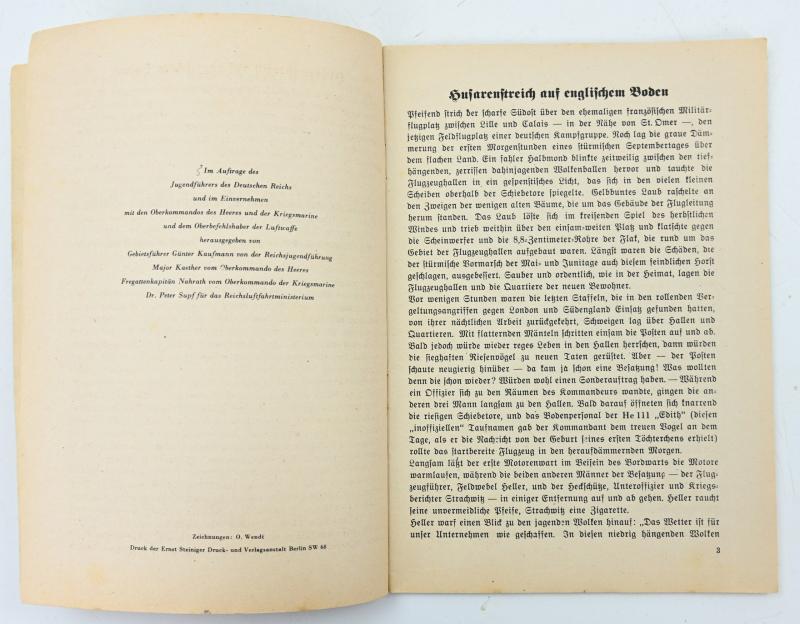 Im Auftrage des
Jugendführers des Deutschen Reichs
und im Einvernehmen
mit den Oberkommandos des Heeres und der Kriegsmarine
und dem Oberbefehlshaber der Luftwaffe
herausgegeben von
Gebietsführer Günter Kaufmann von der Reichsjugendführung
Major Kasther vom Oberkommando des Heeres
Fregattenkapitän Nahrath vom Oberkommando der Kriegsmarine
Dr. Peter Supf für das Reichsluftfahrtministerium
Zeichnungen: O. Wendt
Druck der Ernst Steiniger Druck- und Verlagsanstalt Berlin SW 68
Husarenstreich auf englischem Boden
Pfeifend strich der scharfe Südost über den ehemaligen französischen Militär-
flugplatz zwischen Lille und Calais — in der Nähe von St. Omer —, den
jetzigen Feldflugplatz einer deutschen Kampfgruppe. Noch lag die graue Däm-
merung der ersten Morgenstunden eines stürmischen Septembertages über
dem flachen Land. Ein fahler Halbmond blinkte zeitweilig zwischen den tief-
hängenden, zerrissen dahinjagenden Wolkenballen hervor und tauchte die
Flugzeughallen in ein gespenstisches Licht, das sich in den vielen kleinen
Scheiben oberhalb der Schiebetore spiegelte. Gelbbuntes Laub raschelte an
den Zweigen der wenigen alten Bäume, die um das Gebäude der Flugleitung
herum standen. Das Laub löste sich im kreisenden Spiel des herbstlichen
Windes und trieb weithin über den einsamweiten Platz und klatschte gegen
die Scheinwerfer und die 8,8-Zentimeter-Rohre der Flak, die rund um das
Gebiet der Flugzeughallen aufgebaut waren. Längst waren die Schäden, die
der stürmische Vormarsch der Mai- und Junitage auch diesem feindlichen Horst
geschlagen, ausgebessert. Sauber und ordentlich, wie in der Heimat, lagen die
Flugzeughallen und die Quartiere der neuen Bewohner.
Vor wenigen Stunden waren die letzten Staffeln, die in den rollenden Ver-
geltungsangriffen gegen London und Südengland Einsatz gefunden hatten,
von ihrer nächtlichen Arbeit zurückgekehrt, Schweigen lag über Hallen und
Quartieren. Mit flatternden Mänteln schritten einsam die Posten auf und ab.
Bald jedoch würde wieder reges Leben in den Hallen herrschen, dann würden
die sieghaften Riesenvögel zu neuen Taten gerüstet. Aber — der Posten
schaute neugierig hinüber — da kam ja schon eine Besatzung! Was wollten
denn die schon wieder? Würden wohl einen Sonderauftrag haben. — Während
ein Offizier sich zu den Räumen des Kommandeurs wandte, gingen die an-
deren drei Mann langsam zu den Hallen. Bald darauf öffneten sich knarrend
die riesigen Schiebetore, und das Bodenpersonal der He 111 „Edith“ (diesen
„inoffiziellen“ Taufnamen gab der Kommandant dem treuen Vogel an dem
Tage, als er die Nachricht von der Geburt seines ersten Töchterchens erhielt)
rollte das startbereite Flugzeug in den heraufdämmernden Morgen.
Langsam läßt der erste Motorenwart im Beisein des Bordwarts die Motore
warmlaufen, während die beiden anderen Männer der Besatzung — der Flug-
zeugführer, Feldwebel Heller, und der Heckschütze, Unteroffizier und Kriegs-
berichter Strachwitz — in einiger Entfernung auf und ab gehen. Heller raucht
seine unvermeidliche Pfeife, Strachwitz eine Zigarette.
Heller warf einen Blick zu den jagenden Wolken hinauf: „Das Wetter ist für
unser Unternehmen wie geschaffen. In diesen niedrig hängenden Wolken
3